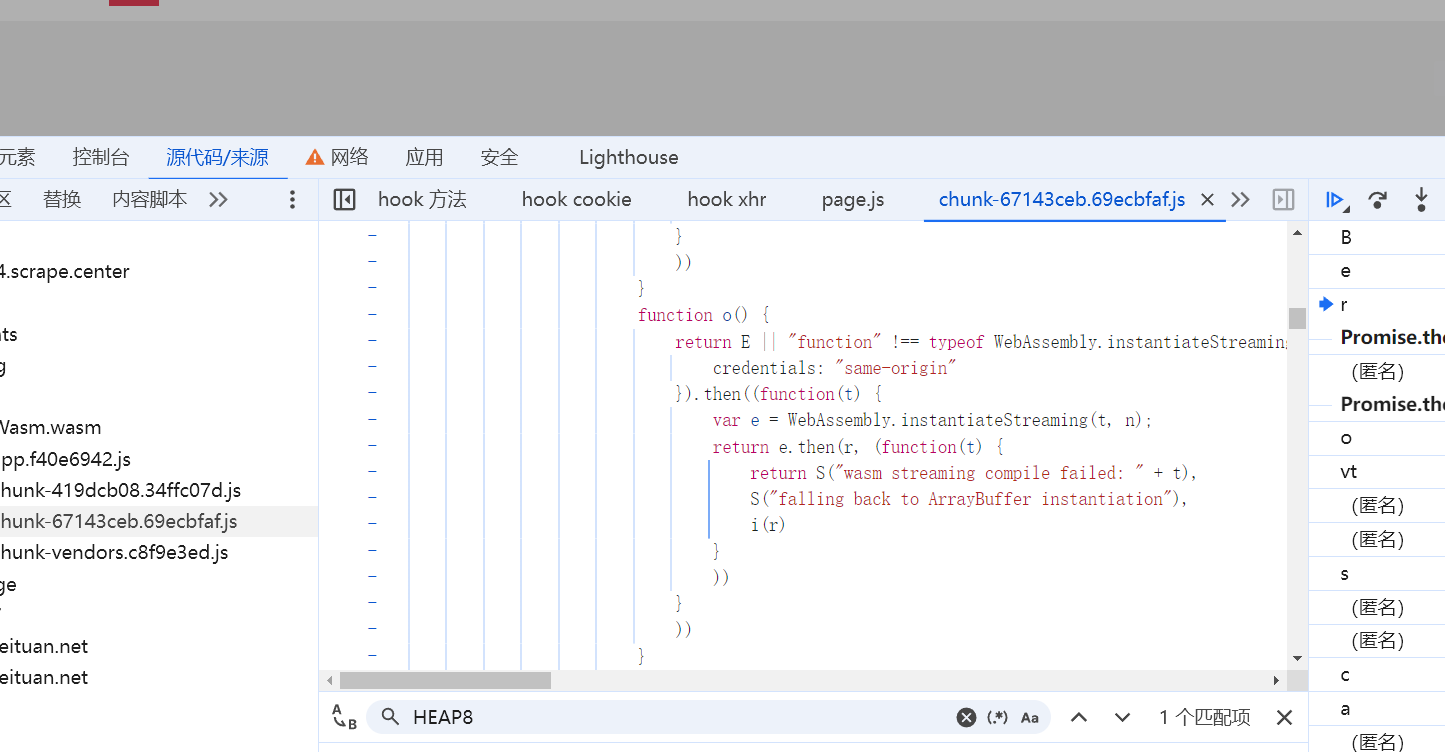 元素 控制台 源代码/来源 网络 应用 安全 Lighthouse
区 替换 内容脚本 hook 方法 hook cookie hook xhr page.js chunk-67143ceb.69ecbfaf.js
4.scrape.center
nts
g
Wasm.wasm
pp.f40e6942.js
hunk-419dcb08.34ffc07d.js
hunk-67143ceb.69ecbfaf.js
hunk-vendors.c8f9e3ed.js
ge
eituan.net
eituan.net
}
))
}
function o() {
return E || "function" !== typeof WebAssembly.instantiateStreaming
credentials: "same-origin"
}).then((function(t) {
var e = WebAssembly.instantiateStreaming(t, n);
return e.then(r, (function(t) {
return S("wasm streaming compile failed: " + t),
S("falling back to ArrayBuffer instantiation"),
i(r)
}
))
}
))
}
A B HEAP8 (.*) Aa 1 个匹配项
B
e
r
Promise.the
(匿名)
Promise.the
o
vt
(匿名)
(匿名)
s
(匿名)
(匿名)
c
a
(匿名)